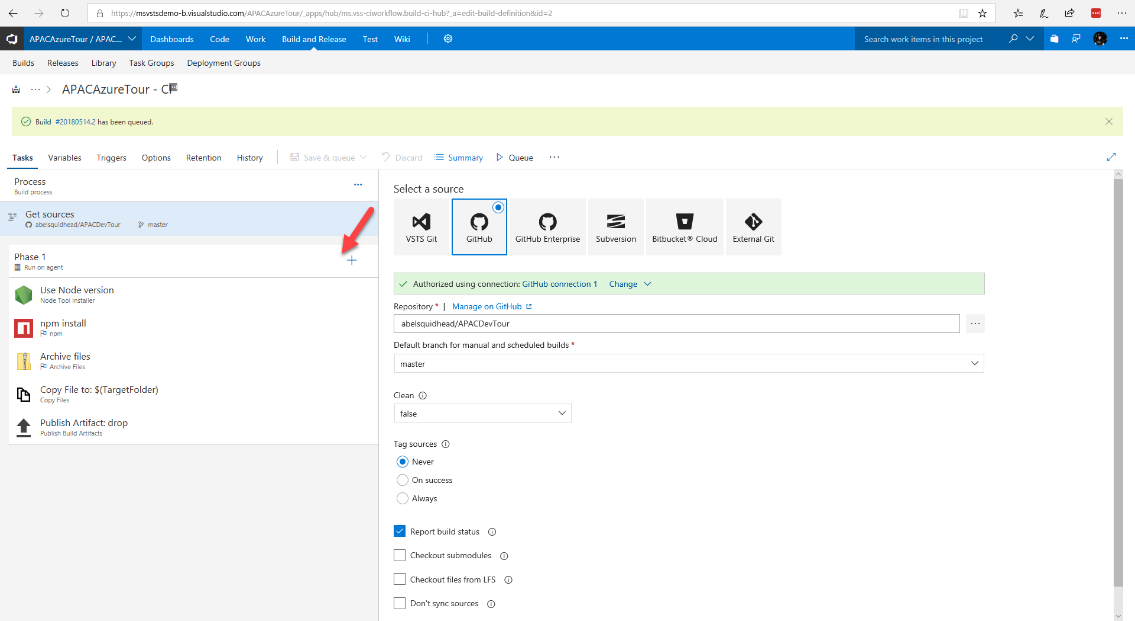 https://msvstsdemo-b.visualstudio.com/APACAzureTour/_apps/hub/ms.vss-ciworkflow.build-ci-hub?_a=edit-build-definition&id=2
APACAzureTour / APAC... Dashboards Code Work Build and Release Test Wiki Search work items in this project
Builds Releases Library Task Groups Deployment Groups
... > APACAzureTour - CI
Build #20180514.2 has been queued.
Tasks Variables Triggers Options Retention History Save & queue Discard Summary Queue ...
Process
Build process
Get sources
abelsquidhead/APACDevTour master
Phase 1
Run on agent
Use Node version
Node Tool Installer
npm install
npm
Archive files
Archive Files
Copy File to: $(TargetFolder)
Copy Files
Publish Artifact: drop
Publish Build Artifacts
Select a source
VSTS Git GitHub GitHub Enterprise Subversion Bitbucket® Cloud External Git
Authorized using connection: GitHub connection 1 Change
Repository * | Manage on GitHub
abelsquidhead/APACDevTour
Default branch for manual and scheduled builds *
master
Clean
false
Tag sources
Never
On success
Always
Report build status
Checkout submodules
Checkout files from LFS
Don't sync sources